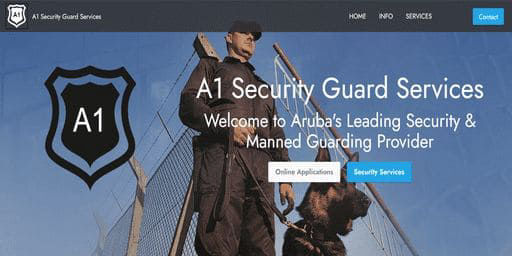 A1
A1 Security Guard Services
HOME
INFO
SERVICES
Contact
A1
A1 Security Guard Services
Welcome to Aruba's Leading Security &
Manned Guarding Provider
Online Applications
Security Services